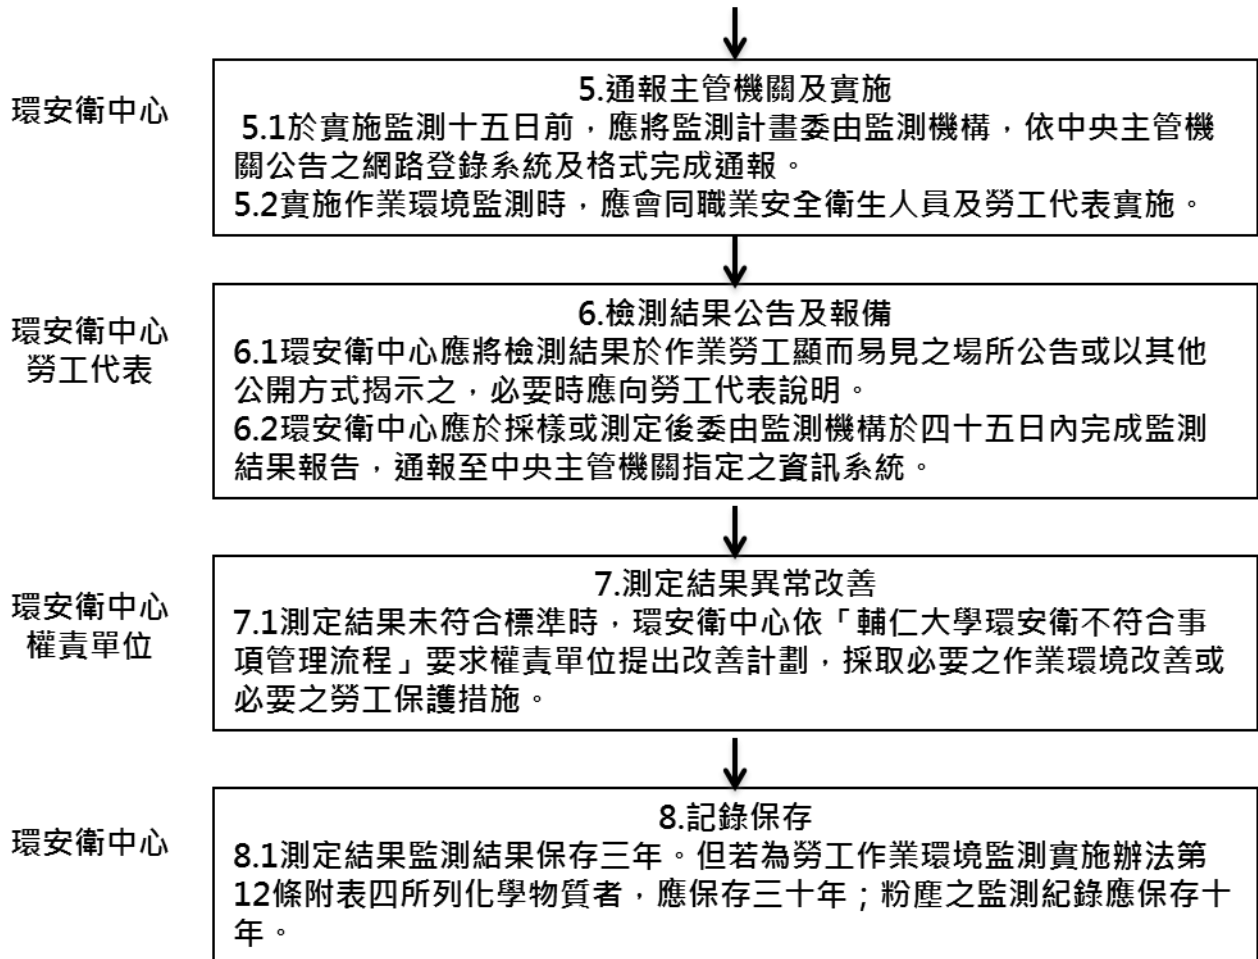 環安衛中心
5.通報主管機關及實施
5.1於實施監測十五日前，應將監測計畫委由監測機構，依中央主管機
關公告之網路登錄系統及格式完成通報。
5.2實施作業環境監測時，應會同職業安全衛生人員及勞工代表實施。
環安衛中心
勞工代表
6.檢測結果公告及報備
6.1環安衛中心應將檢測結果於作業勞工顯而易見之場所公告或以其他
公開方式揭示之，必要時應向勞工代表說明。
6.2環安衛中心應於採樣或測定後委由監測機構於四十五日內完成監測
結果報告，通報至中央主管機關指定之資訊系統。
環安衛中心
權責單位
7.測定結果異常改善
7.1測定結果未符合標準時，環安衛中心依「輔仁大學環安衛不符合事
項管理流程」要求權責單位提出改善計劃，採取必要之作業環境改善或
必要之勞工保護措施。
環安衛中心
8.記錄保存
8.1測定結果監測結果保存三年。但若為勞工作業環境監測實施辦法第
12條附表四所列化學物質者，應保存三十年；粉塵之監測紀錄應保存十
年。